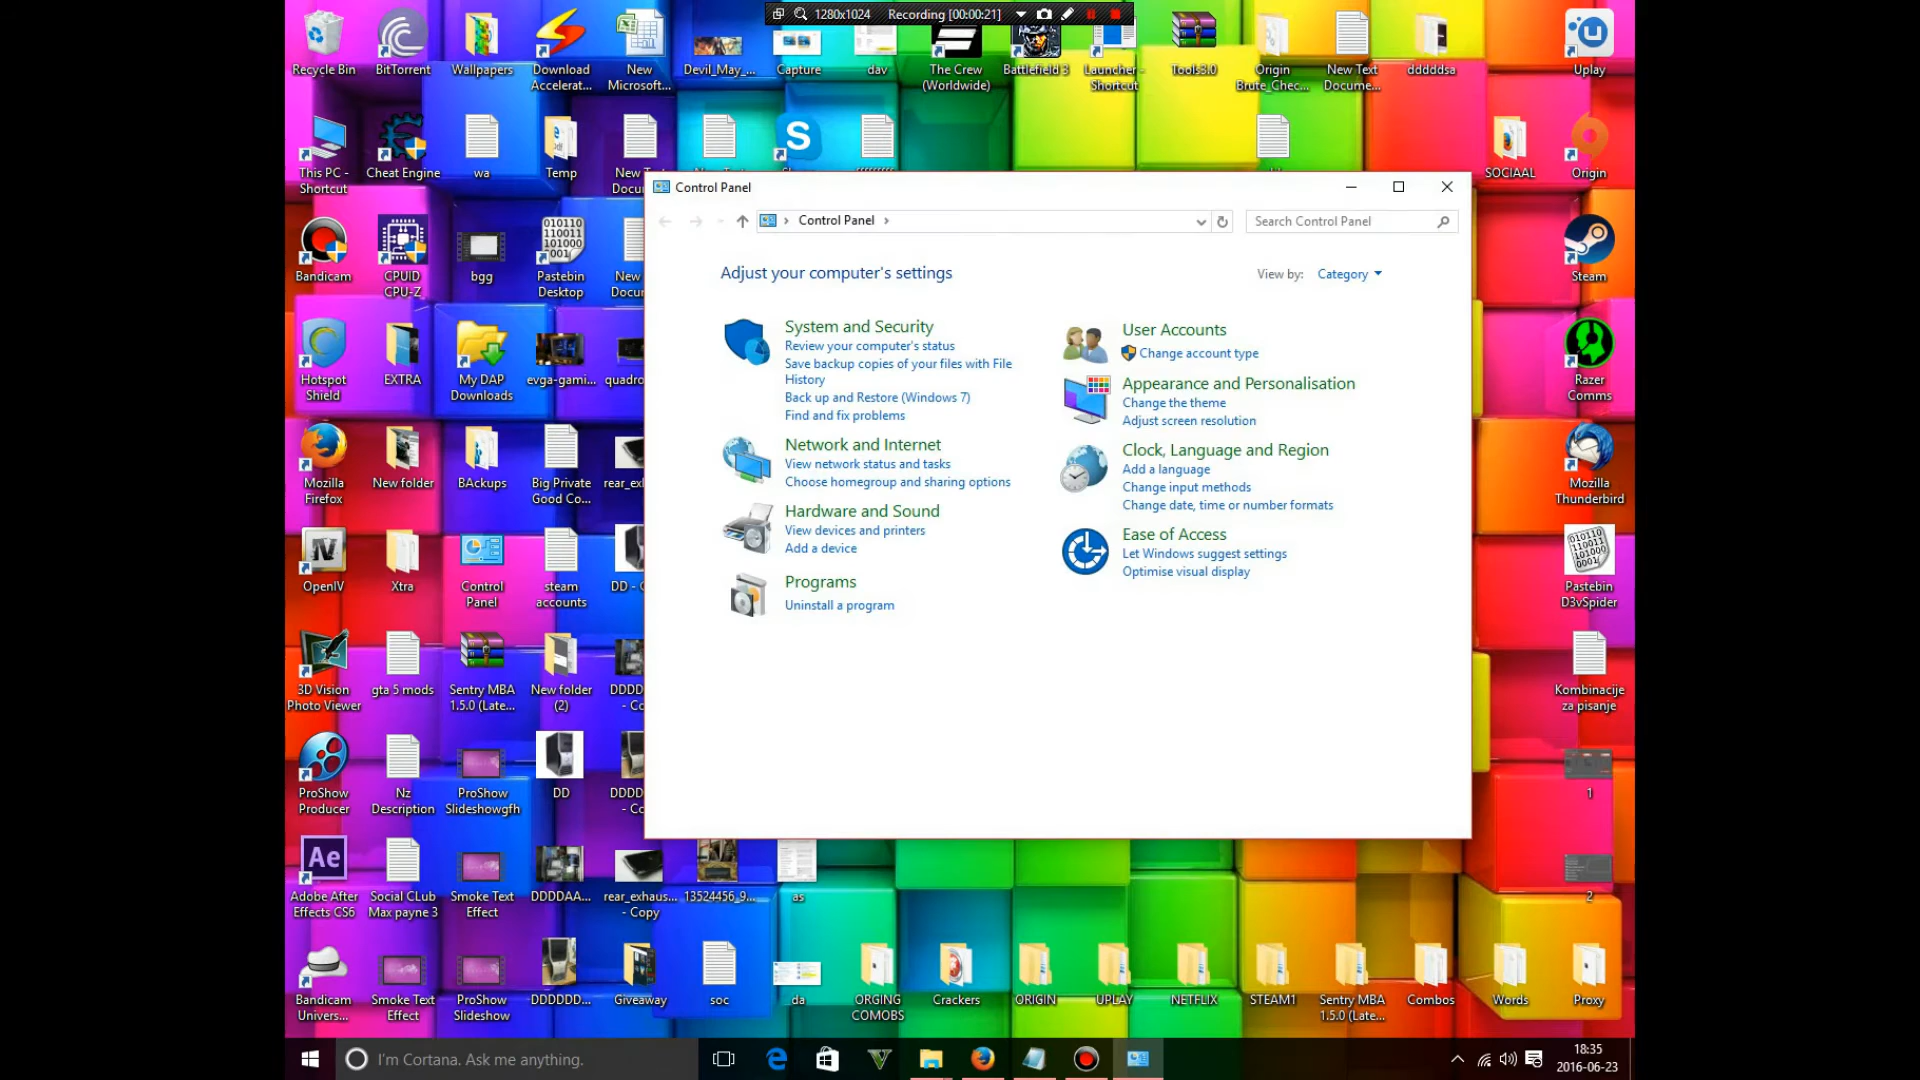 1280x1024 Recording [00:00:21]
Recycle Bin
BitTorrent
Wallpapers
Download
Accelerat...
New
Microsoft...
Devil_May_...
Capture
dav
The Crew
(Worldwide)
Battlefield 3
Launcher -
Shortcut
Tools3.0
Origin
Brute_Chec...
New Text
Docume...
dddddsa
Uplay
This PC -
Shortcut
Cheat Engine
wa
Temp
SOCIAAL
Origin
Bandicam
CPUID
CPU-Z
bgg
Pastebin
Desktop
New
Docu
Steam
Hotspot
Shield
EXTRA
My DAP
Downloads
evga-gami...
quadro
Razer
Comms
Mozilla
Firefox
New folder
BAckups
Big Private
Good Co...
Mozilla
Thunderbird
OpenIV
Xtra
Control
Panel
steam
accounts
Pastebin
D3vSpider
3D Vision
Photo Viewer
gta 5 mods
Sentry MBA
1.5.0 (Late...
New folder
(2)
Kombinacije
za pisanje
ProShow
Producer
Nz
Description
ProShow
Slideshowgfh
DD
1
Control Panel
Control Panel
Search Control Panel
Adjust your computer's settings
View by: Category
System and Security
Review your computer's status
Save backup copies of your files with File
History
Back up and Restore (Windows 7)
Find and fix problems
Network and Internet
View network status and tasks
Choose homegroup and sharing options
Hardware and Sound
View devices and printers
Add a device
Programs
Uninstall a program
User Accounts
Change account type
Appearance and Personalisation
Change the theme
Adjust screen resolution
Clock, Language and Region
Add a language
Change input methods
Change date, time or number formats
Ease of Access
Let Windows suggest settings
Optimise visual display
Adobe After
Effects CS6
Social CLub
Max payne 3
Smoke Text
Effect
DDDDAA...
rear_exhaus...
- Copy
13524456_9...
as
2
Bandicam
Univers...
Smoke Text
Effect
ProShow
Slideshow
DDDDDD...
Giveaway
soc
da
ORGING
COMOBS
Crackers
ORIGIN
UPLAY
NETFLIX
STEAM1
Sentry MBA
1.5.0 (Late...
Combos
Words
Proxy
I'm Cortana. Ask me anything.
18:35
2016-06-23